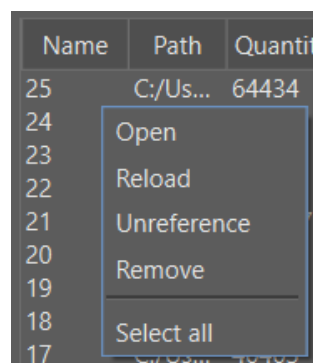 Name Path Quantit
25 C:/Us... 64434
24
23
22
21
20
19
18
17
Open
Reload
Unreference
Remove
Select all